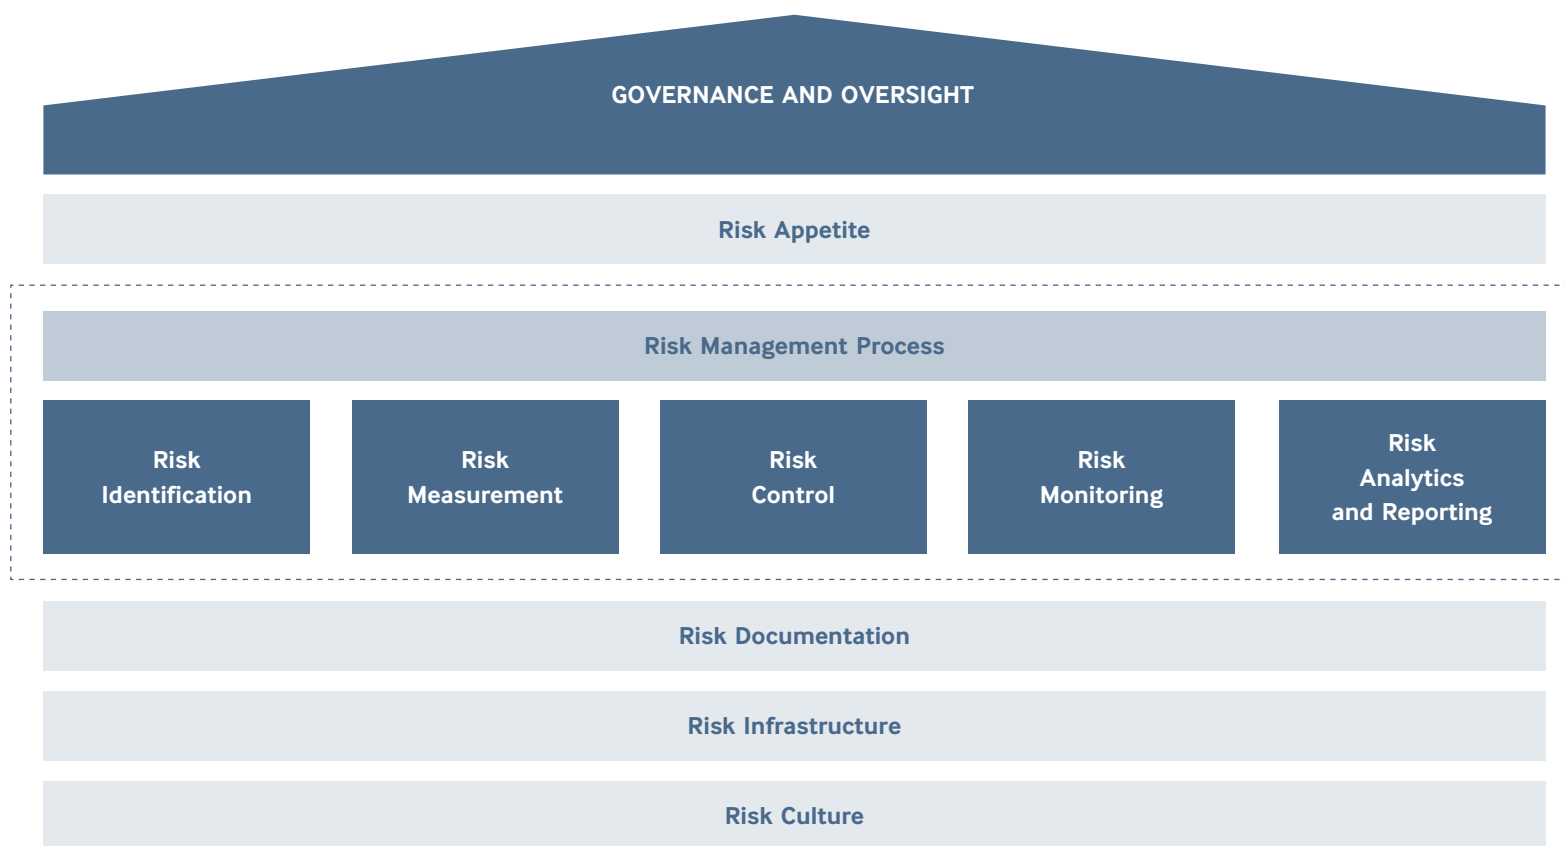 GOVERNANCE AND OVERSIGHT
Risk Appetite
Risk Management Process
Risk
Identification
Risk
Measurement
Risk
Control
Risk
Monitoring
Risk
Analytics
and Reporting
Risk Documentation
Risk Infrastructure
Risk Culture